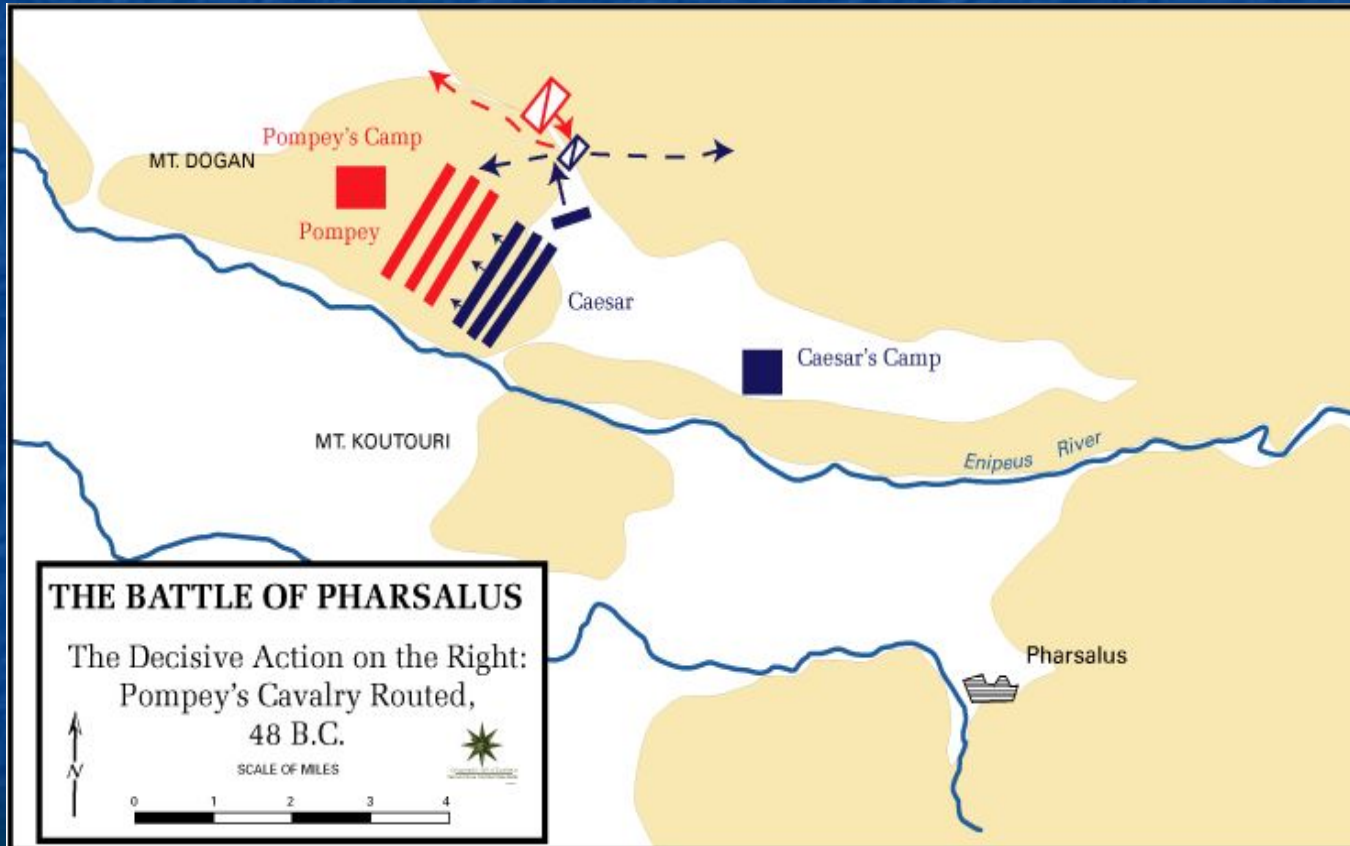 Pompey's Camp
MT. DOGAN
Pompey
Caesar
Caesar's Camp
MT. KOUTOURI
Enipeus River
Pharsalus
THE BATTLE OF PHARSALUS
The Decisive Action on the Right:
Pompey's Cavalry Routed,
48 B.C.
N
SCALE OF MILES
0 1 2 3 4